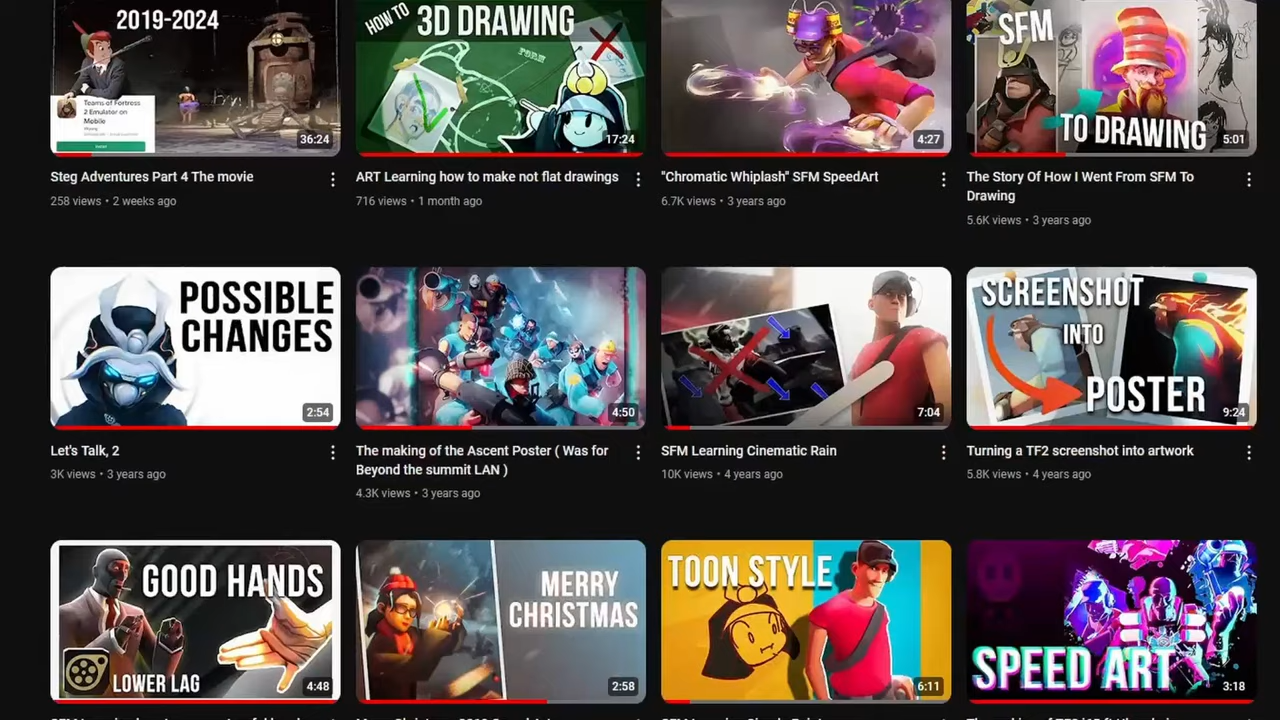 2019-2024
Teams of Fortress
2 Emulator on
Mobile
36:24
HOW TO 3D DRAWING
FORM
17:24
4:27
SFM
TO DRAWING
5:01
Steg Adventures Part 4 The movie
258 views • 2 weeks ago
ART Learning how to make not flat drawings
716 views • 1 month ago
"Chromatic Whiplash" SFM SpeedArt
6.7K views • 3 years ago
The Story Of How I Went From SFM To
Drawing
5.6K views • 3 years ago
POSSIBLE
CHANGES
2:54
4:50
7:04
SCREENSHOT
INTO
POSTER
9:24
Let's Talk, 2
3K views • 3 years ago
The making of the Ascent Poster ( Was for
Beyond the summit LAN )
4.3K views • 3 years ago
SFM Learning Cinematic Rain
10K views • 4 years ago
Turning a TF2 screenshot into artwork
5.8K views • 4 years ago
GOOD HANDS
LOWER LAG
4:48
MERRY
CHRISTMAS
2:58
TOON STYLE
6:11
SPEED ART
3:18